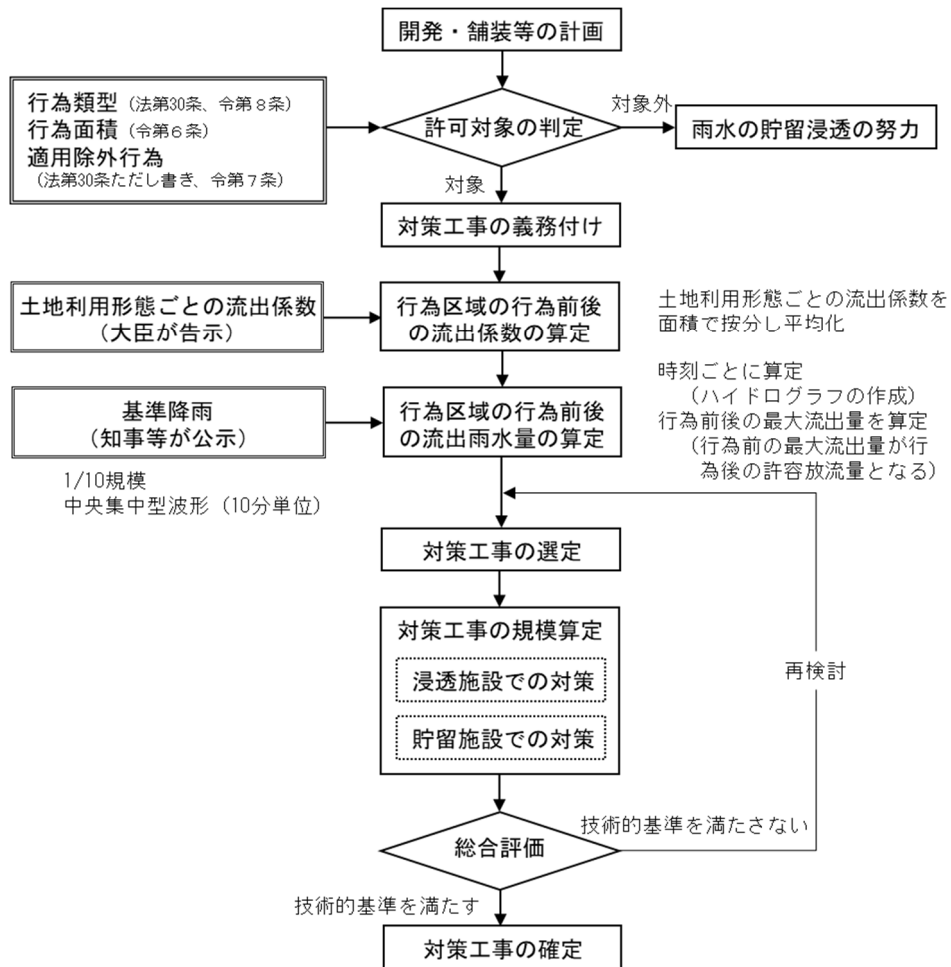 開発・舗装等の計画
行為類型（法第30条、令第８条）
行為面積（令第６条）
適用除外行為
（法第30条ただし書き、令第７条）
許可対象の判定
対象外
雨水の貯留浸透の努力
対象
対策工事の義務付け
土地利用形態ごとの流出係数
（大臣が告示）
行為区域の行為前後
の流出係数の算定
土地利用形態ごとの流出係数を
面積で按分し平均化
基準降雨
（知事等が公示）
1/10規模
中央集中型波形（10分単位）
行為区域の行為前後
の流出雨水量の算定
時刻ごとに算定
（ハイドログラフの作成）
行為前後の最大流出量を算定
（行為前の最大流出量が行
為後の許容放流量となる）
対策工事の選定
対策工事の規模算定
浸透施設での対策
貯留施設での対策
再検討
総合評価
技術的基準を満たさない
技術的基準を満たす
対策工事の確定